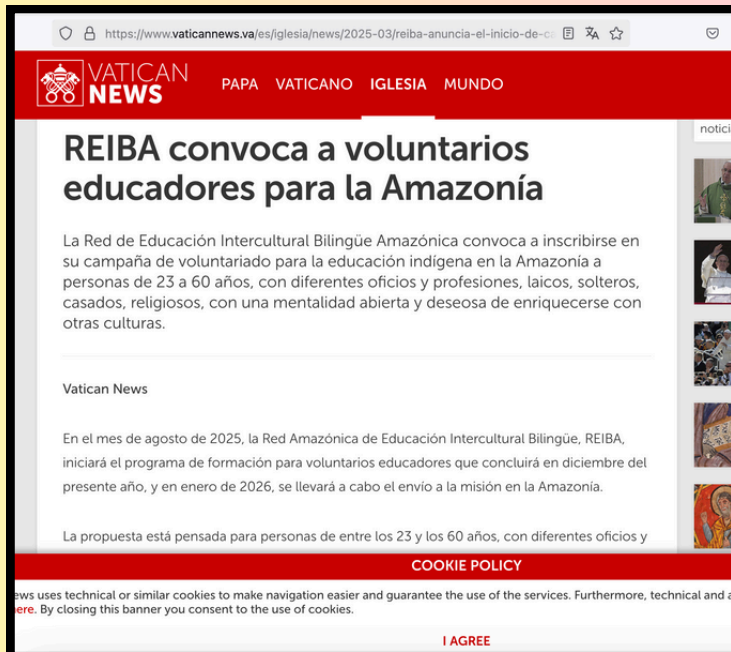 https://www.vaticannews.va/es/iglesia/news/2025-03/reiba-anuncia-el-inicio-de-
VATICAN
NEWS
PAPA VATICANO IGLESIA MUNDO
REIBA convoca a voluntarios
educadores para la Amazonía
La Red de Educación Intercultural Bilingüe Amazónica convoca a inscribirse en
su campaña de voluntariado para la educación indígena en la Amazonía a
personas de 23 a 60 años, con diferentes oficios y profesiones, laicos, solteros,
casados, religiosos, con una mentalidad abierta y deseosa de enriquecerse con
otras culturas.
Vatican News
En el mes de agosto de 2025, la Red Amazónica de Educación Intercultural Bilingüe, REIBA,
iniciará el programa de formación para voluntarios educadores que concluirá en diciembre del
presente año, y en enero de 2026, se llevará a cabo el envío a la misión en la Amazonía.
La propuesta está pensada para personas de entre los 23 y los 60 años, con diferentes oficios y
notici
COOKIE POLICY
ews uses technical or similar cookies to make navigation easier and guarantee the use of the services. Furthermore, technical and a
here. By closing this banner you consent to the use of cookies.
I AGREE